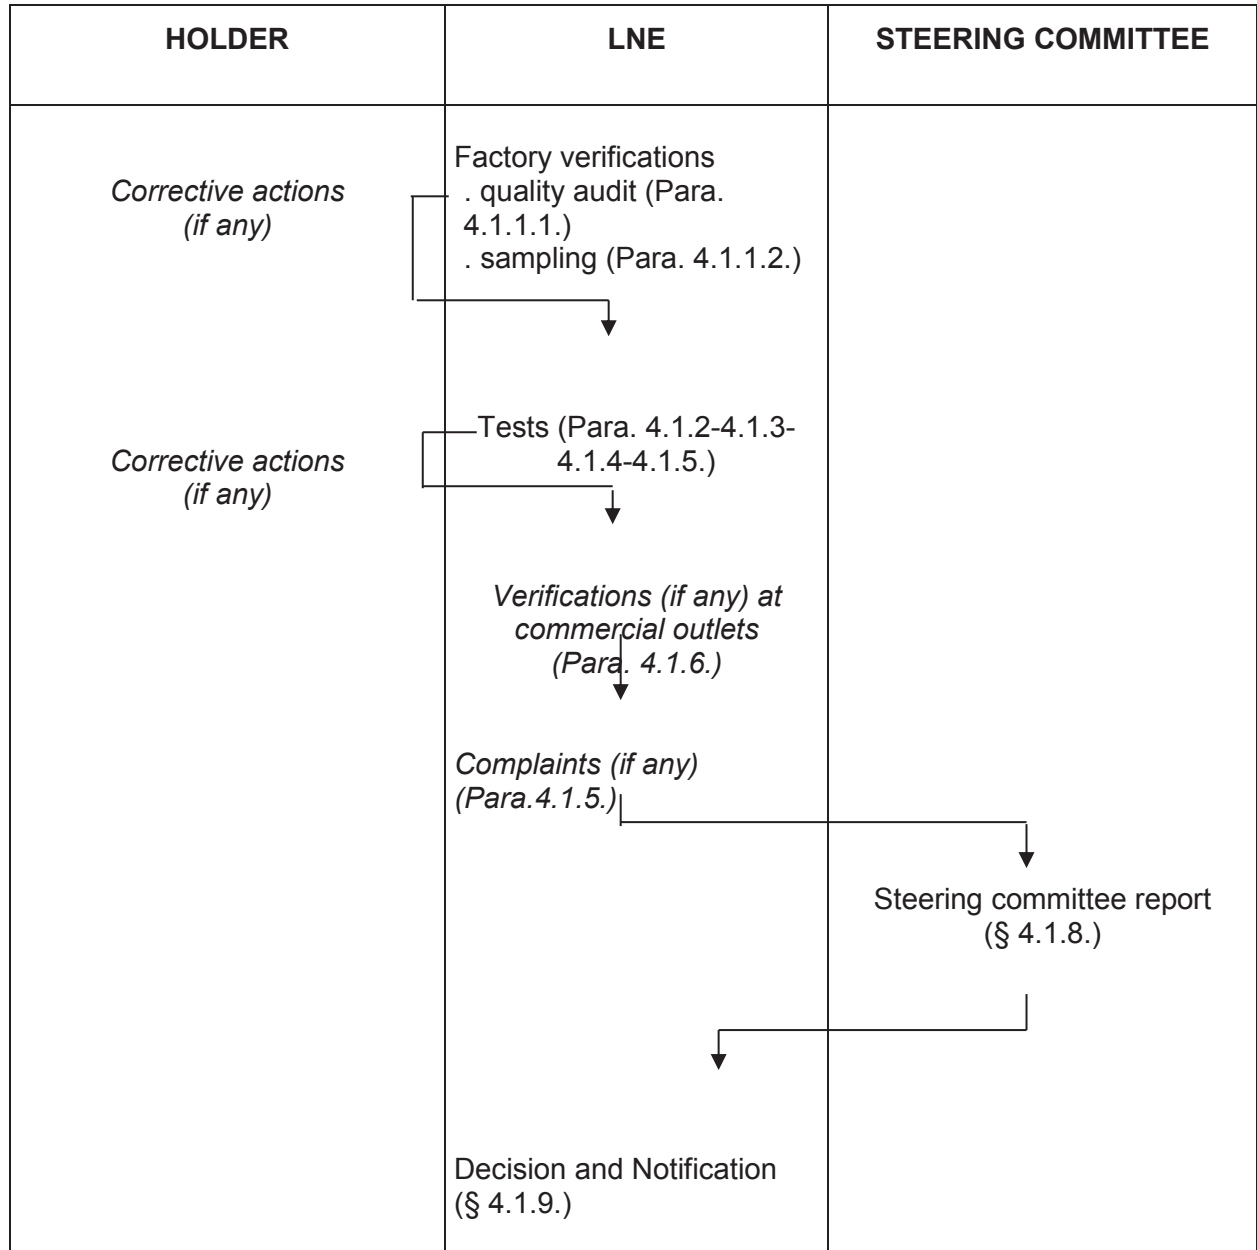 HOLDER
LNE
STEERING COMMITTEE
Factory verifications
. quality audit (Para.
4.1.1.1.)
. sampling (Para. 4.1.1.2.)
Corrective actions
(if any)
Tests (Para. 4.1.2-4.1.3-
4.1.4-4.1.5.)
Corrective actions
(if any)
Verifications (if any) at
commercial outlets
(Para. 4.1.6.)
Complaints (if any)
(Para.4.1.5.)
Steering committee report
(§ 4.1.8.)
Decision and Notification
(§ 4.1.9.)